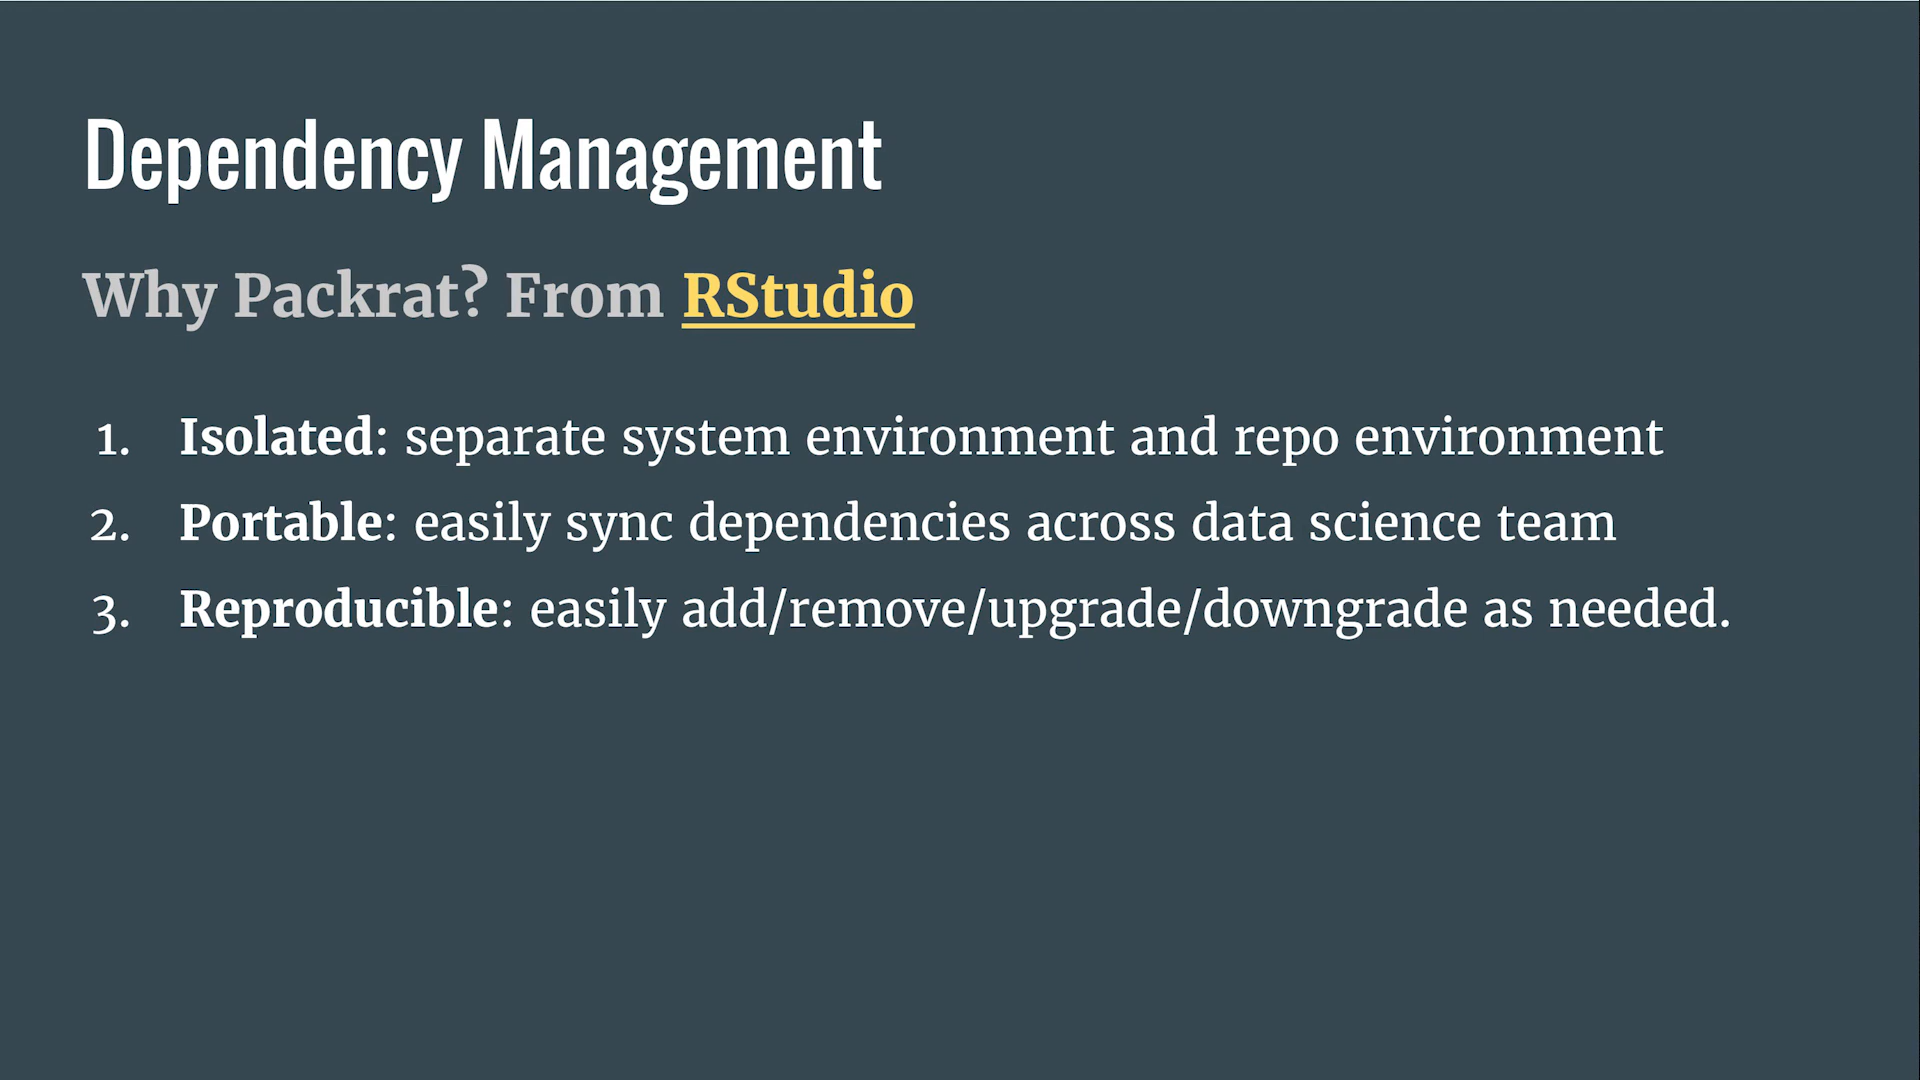 Dependency Management
Why Packrat? From RStudio
1. Isolated: separate system environment and repo environment
2. Portable: easily sync dependencies across data science team
3. Reproducible: easily add/remove/upgrade/downgrade as needed.